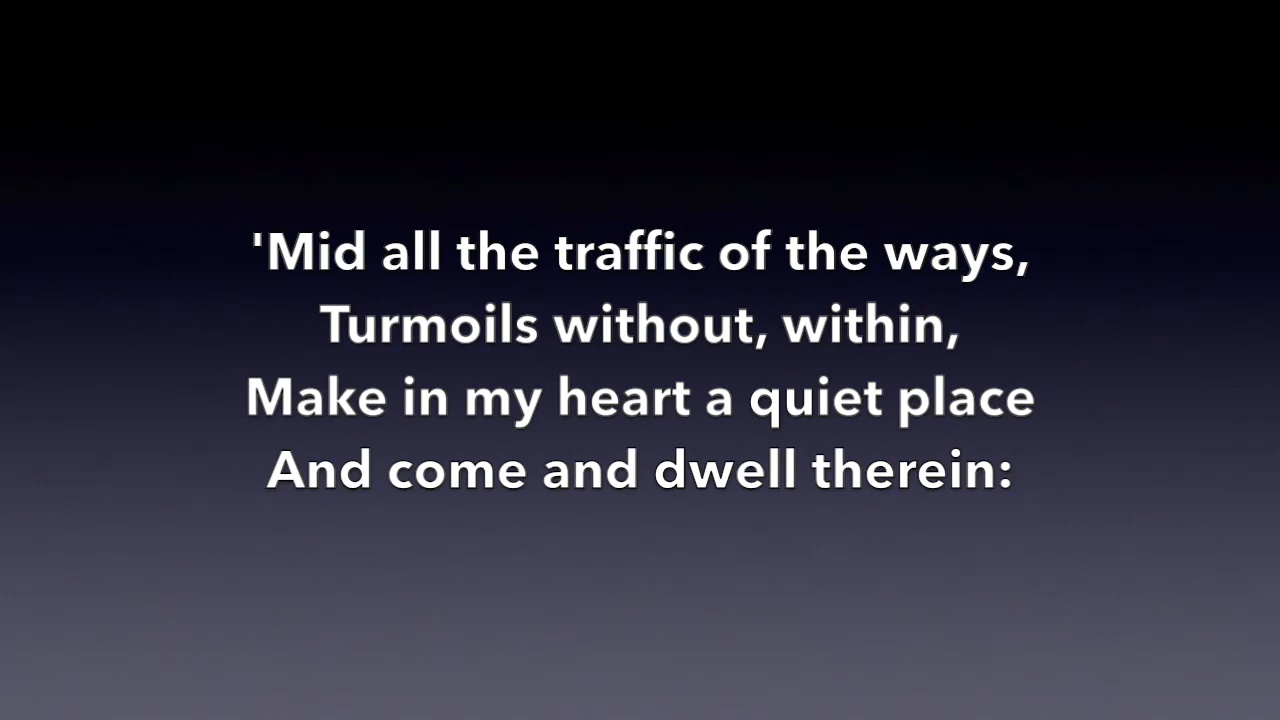 'Mid all the traffic of the ways,
Turmoils without, within,
Make in my heart a quiet place
And come and dwell therein: